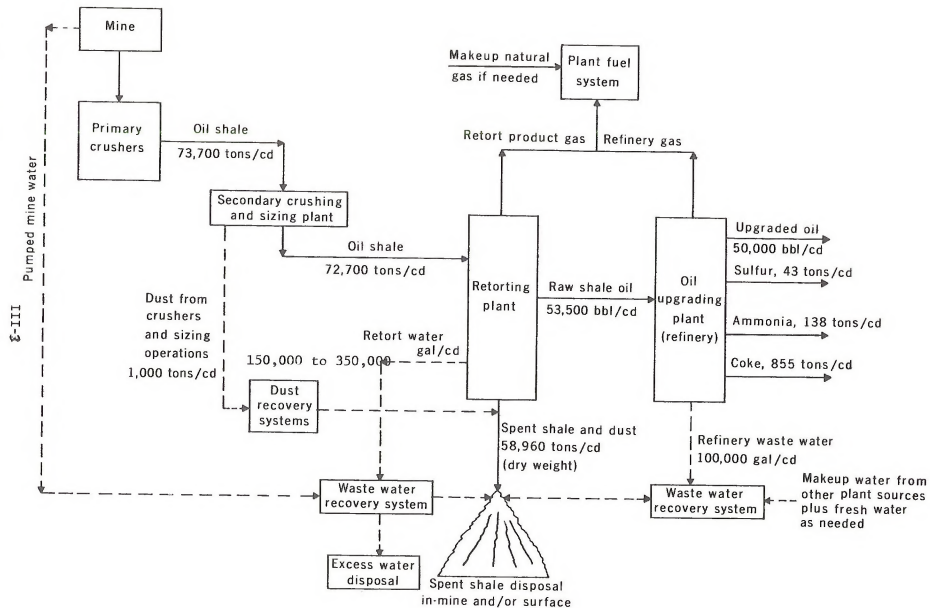 Mine
Makeup natural
gas if needed
Plant fuel
system
Primary
crushers
Oil shale
73,700 tons/cd
Retort product gas
Refinery gas
Secondary crushing
and sizing plant
Oil shale
72,700 tons/cd
Retorting
plant
Raw shale oil
53,500 bbl/cd
Oil
upgrading
plant
(refinery)
Upgraded oil
50,000 bbl/cd
Sulfur, 43 tons/cd
Ammonia, 138 tons/cd
Coke, 855 tons/cd
III-3
Pumped mine water
Dust from
crushers
and sizing
operations
1,000 tons/cd
Retort water
gal/cd
150,000 to 350,000
Dust
recovery
systems
Spent shale and dust
58,960 tons/cd
(dry weight)
Refinery waste water
100,000 gal/cd
Waste water
recovery system
Waste water
recovery system
Makeup water from
other plant sources
plus fresh water
as needed
Excess water
disposal
Spent shale disposal
in-mine and/or surface